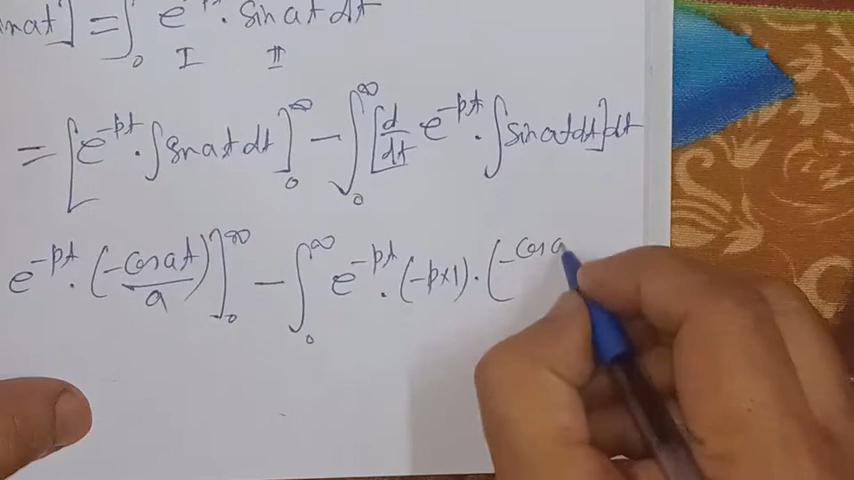 inat] = ∫₀ e^-pt · sin at dt
I II
= [e^-pt · ∫ sin at dt]₀^∞ - ∫₀^∞ [d/dt e^-pt · ∫ sin at dt] dt
e^-pt · (-cos at / a)]₀^∞ - ∫₀^∞ e^-pt · (-p×1) · (-cos a